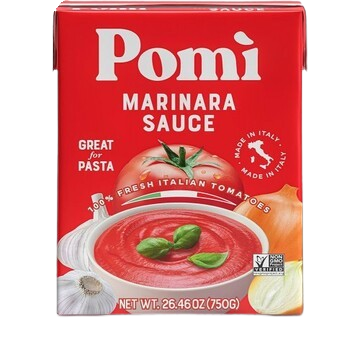 Pomì
MARINARA
SAUCE
GREAT
for
PASTA
MADE IN ITALY
MADE IN ITALY
100% FRESH ITALIAN TOMATOES
NON
GMO
VERIFIED
NET WT. 26.46 OZ (750G)